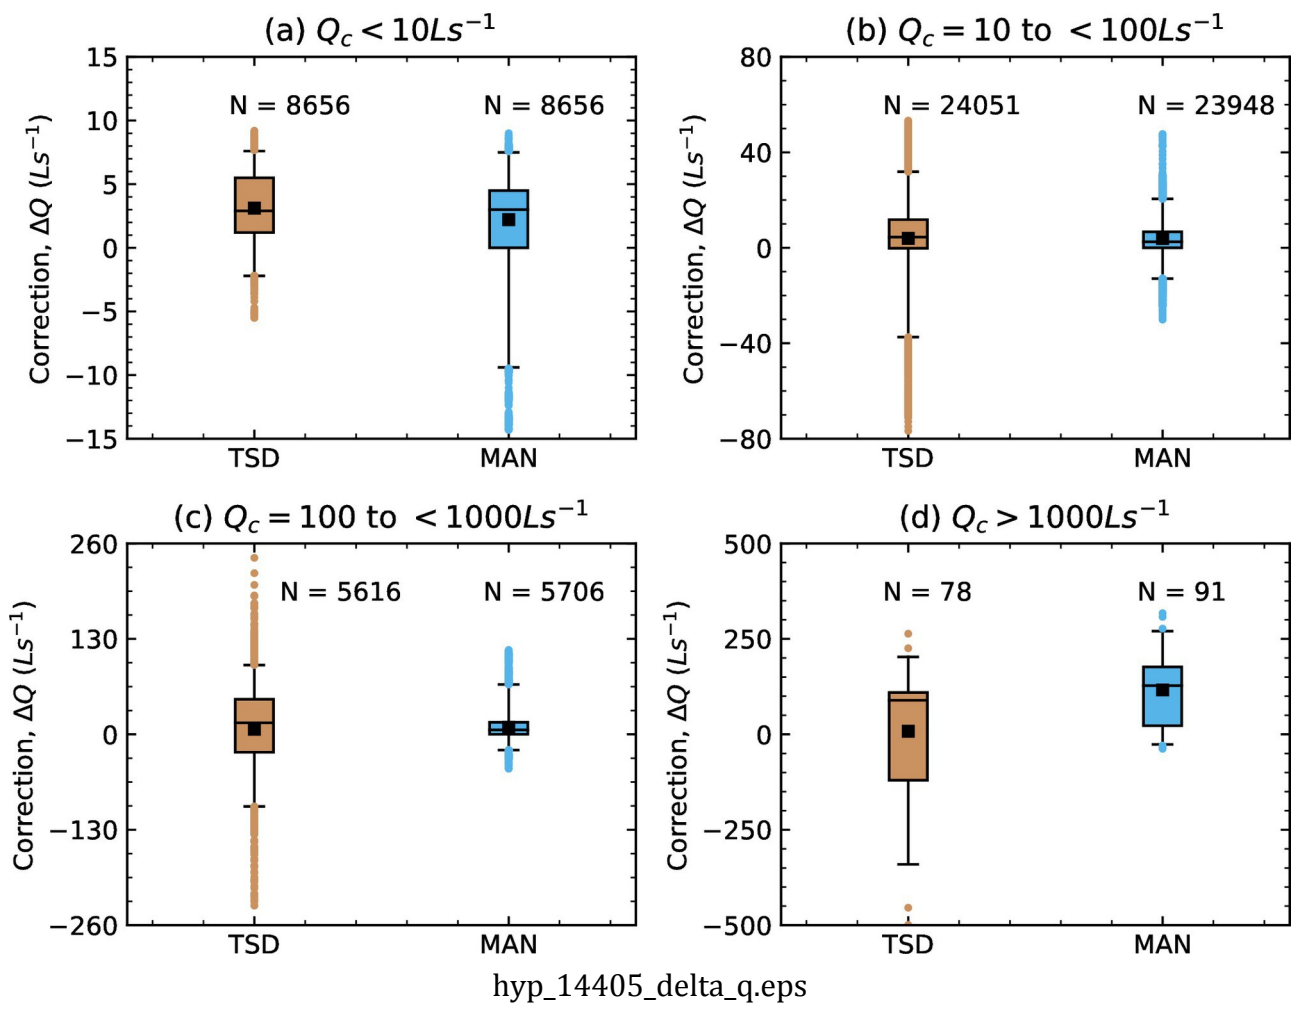 (a) Q_c < 10Ls⁻¹
Correction, ΔQ (Ls⁻¹)
15
10
5
0
−5
−10
−15
N = 8656
N = 8656
TSD
MAN
(b) Q_c = 10 to < 100Ls⁻¹
Correction, ΔQ (Ls⁻¹)
80
40
0
−40
−80
N = 24051
N = 23948
TSD
MAN
(c) Q_c = 100 to < 1000Ls⁻¹
Correction, ΔQ (Ls⁻¹)
260
130
0
−130
−260
N = 5616
N = 5706
TSD
MAN
(d) Q_c > 1000Ls⁻¹
Correction, ΔQ (Ls⁻¹)
500
250
0
−250
−500
N = 78
N = 91
TSD
MAN
hyp_14405_delta_q.eps